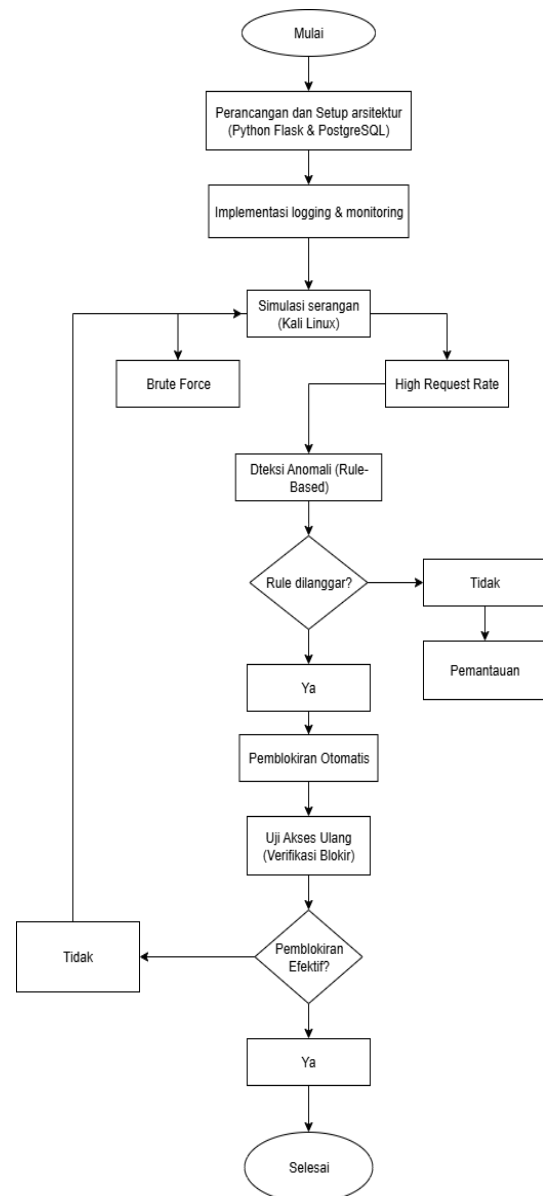 Mulai
Perancangan dan Setup arsitektur
(Python Flask & PostgreSQL)
Implementasi logging & monitoring
Simulasi serangan
(Kali Linux)
Brute Force
High Request Rate
Dteksi Anomali (Rule-
Based)
Rule dilanggar?
Tidak
Pemantauan
Ya
Pemblokiran Otomatis
Uji Akses Ulang
(Verifikasi Blokir)
Pemblokiran
Efektif?
Tidak
Ya
Selesai